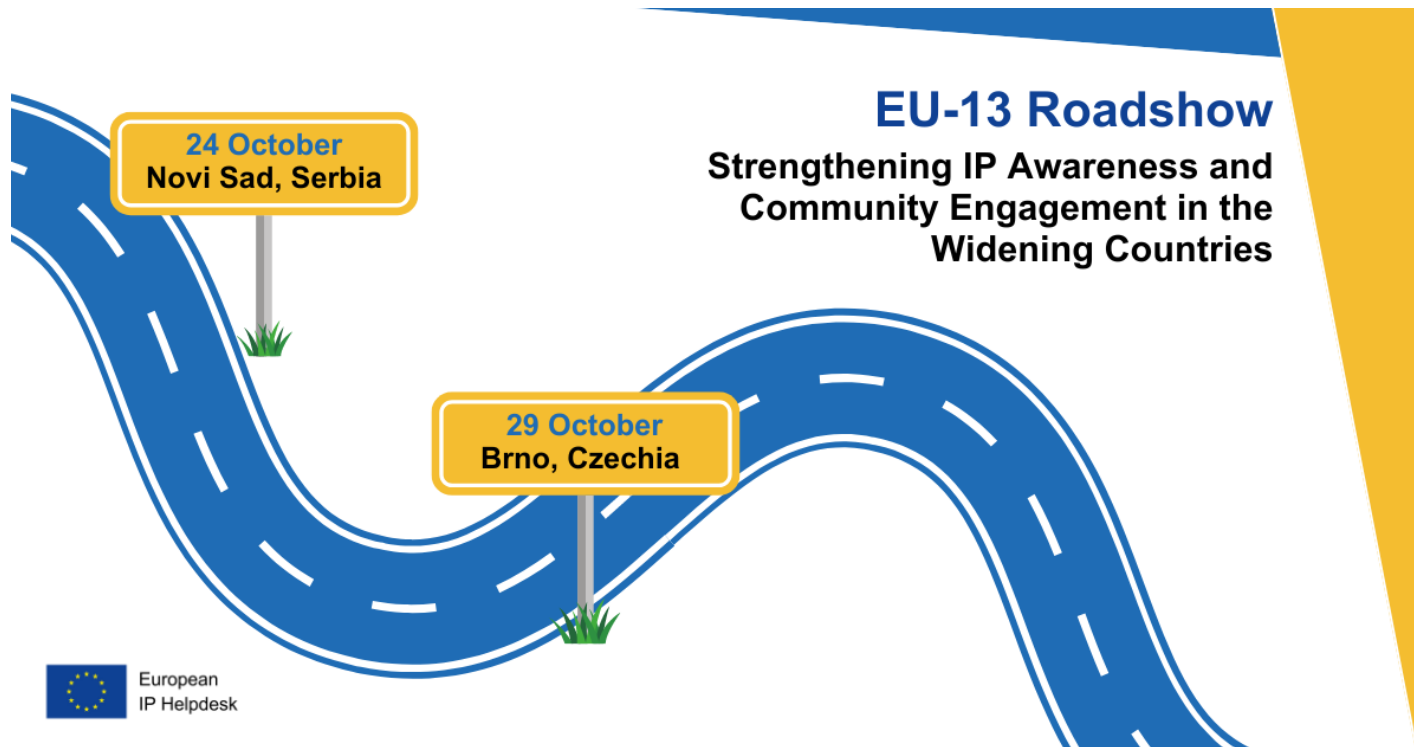 EU-13 Roadshow
Strengthening IP Awareness and
Community Engagement in the
Widening Countries
24 October
Novi Sad, Serbia
29 October
Brno, Czechia
European
IP Helpdesk